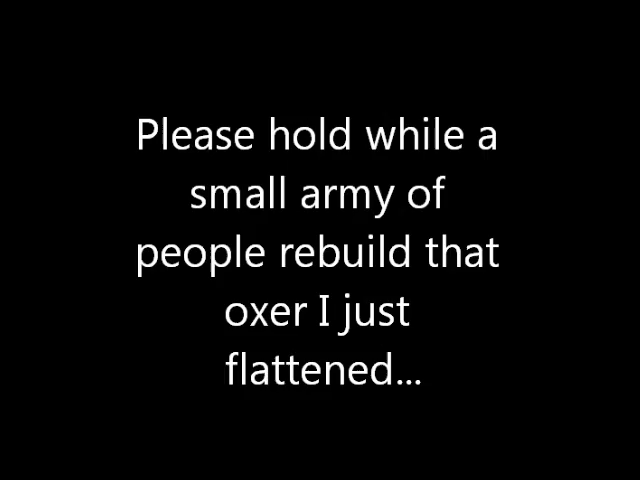 Please hold while a
small army of
people rebuild that
oxer I just
flattened...